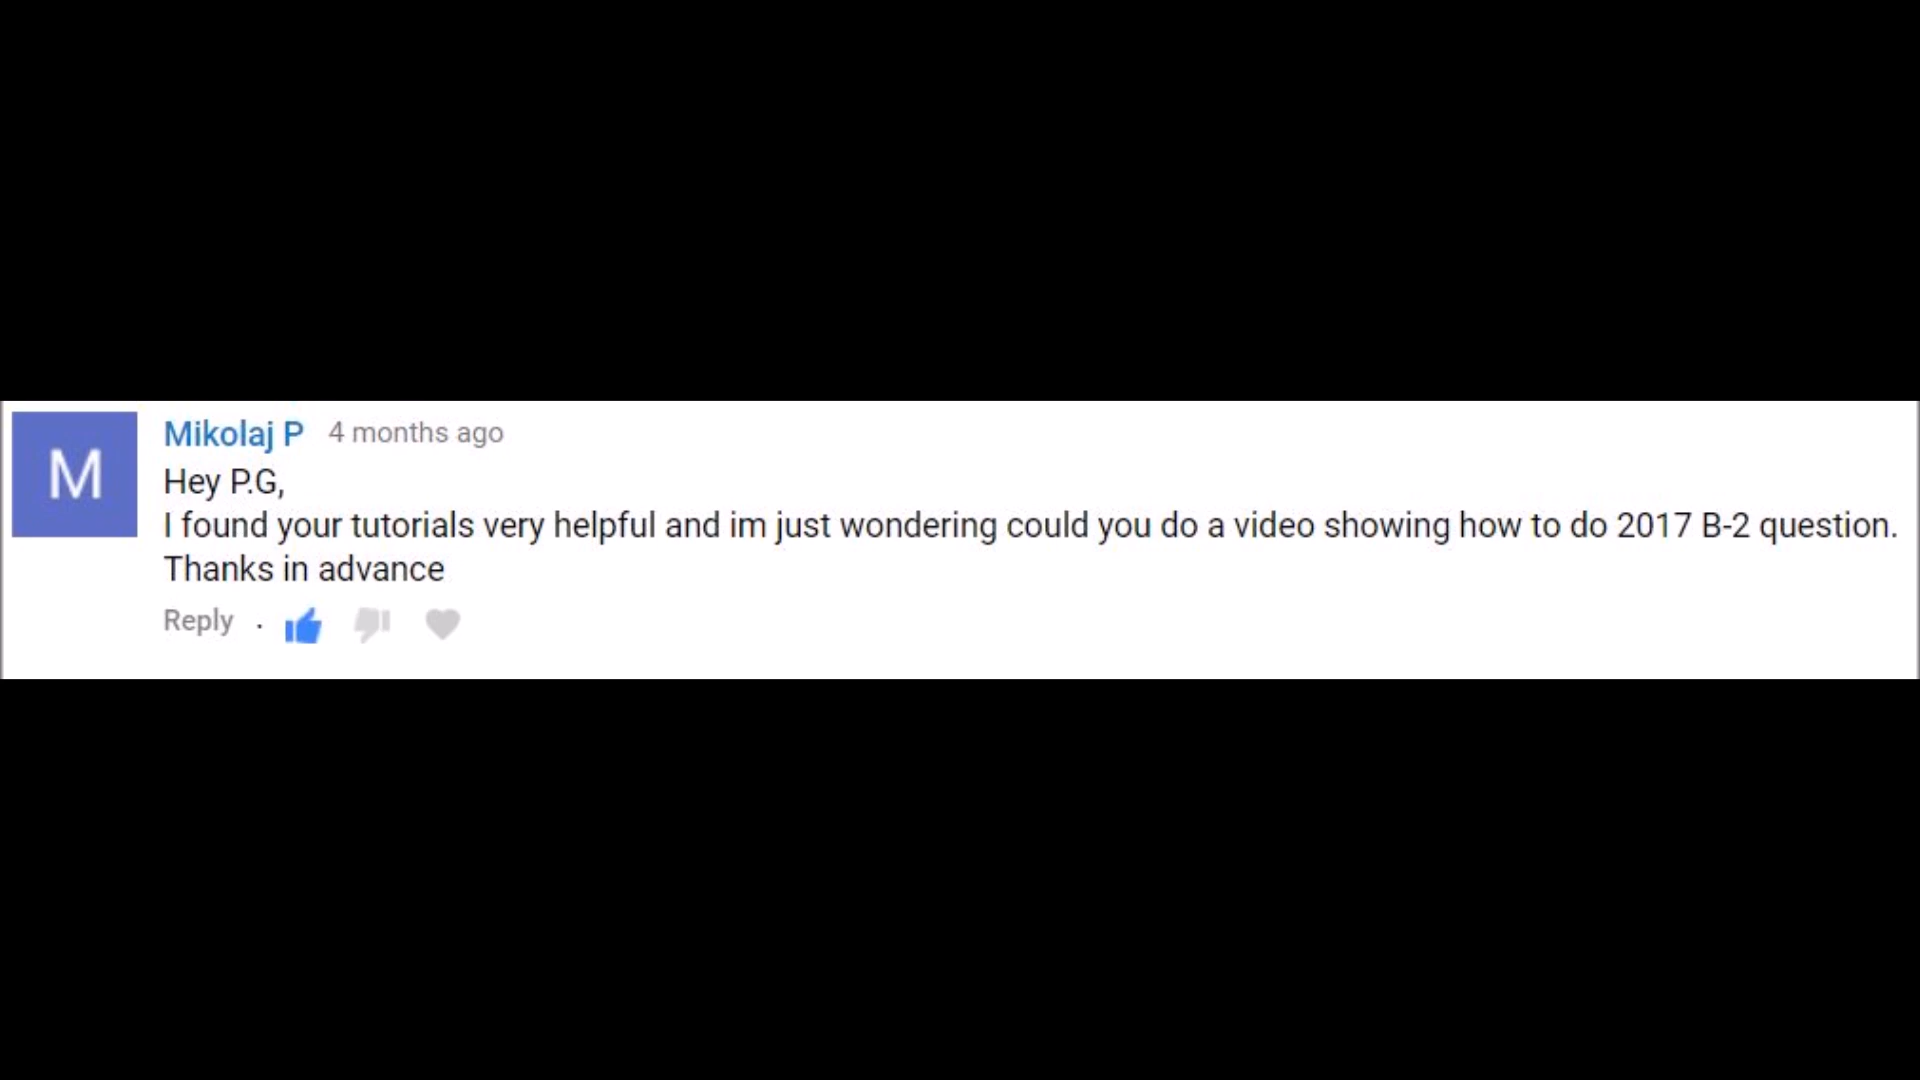 M
Mikolaj P 4 months ago
Hey P.G,
I found your tutorials very helpful and im just wondering could you do a video showing how to do 2017 B-2 question.
Thanks in advance
Reply .